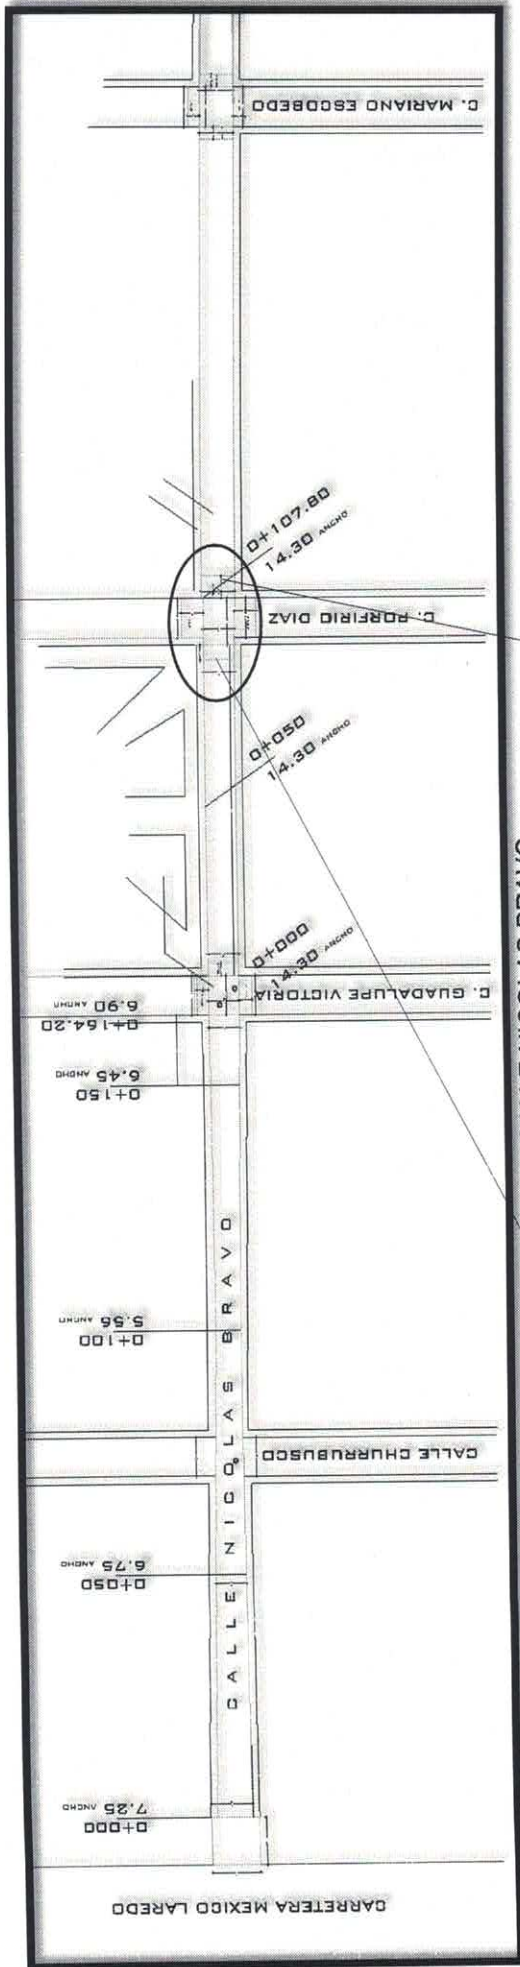 C. MARIANO ESCOBEDO
0+107.80
14.30 ANCHO
C. PORFIRIO DIAZ
0+050
14.30 ANCHO
0+000
14.30 ANCHO
C. GUADALUPE VICTORIA
0+164.20
6.90 ANCHO
0+150
6.45 ANCHO
0+100
5.56 ANCHO
CALLE CHURRUBUSCO
0+050
6.75 ANCHO
CALLE NICOLAS BRAVO
0+000
7.25 ANCHO
CARRETERA MEXICO LAREDO